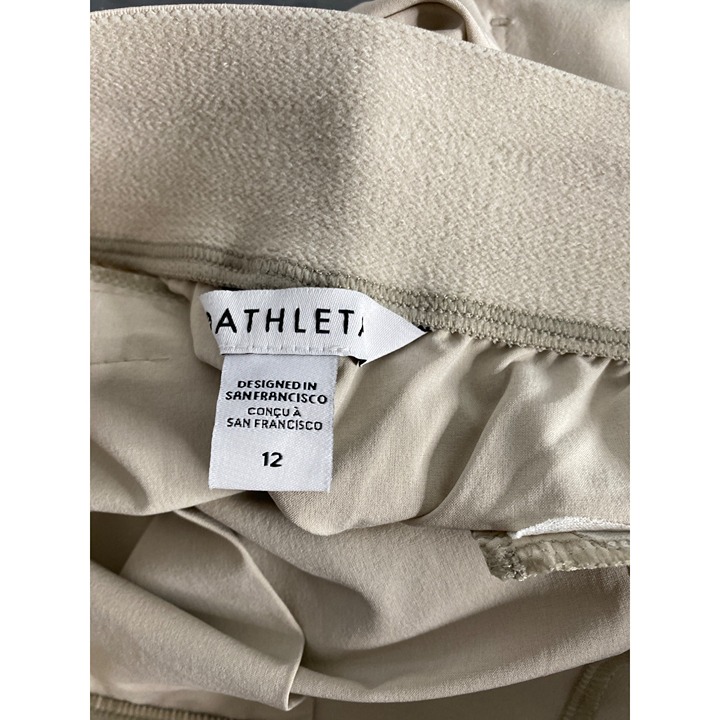 ATHLETA
DESIGNED IN
SAN FRANCISCO
CONÇU À
SAN FRANCISCO
12